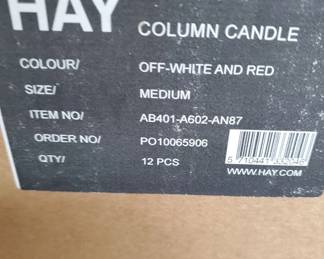 HAY COLUMN CANDLE
COLOUR/ OFF-WHITE AND RED
SIZE/ MEDIUM
ITEM NO/ AB401-A602-AN87
ORDER NO/ PO10065906
QTY/ 12 PCS
WWW.HAY.COM